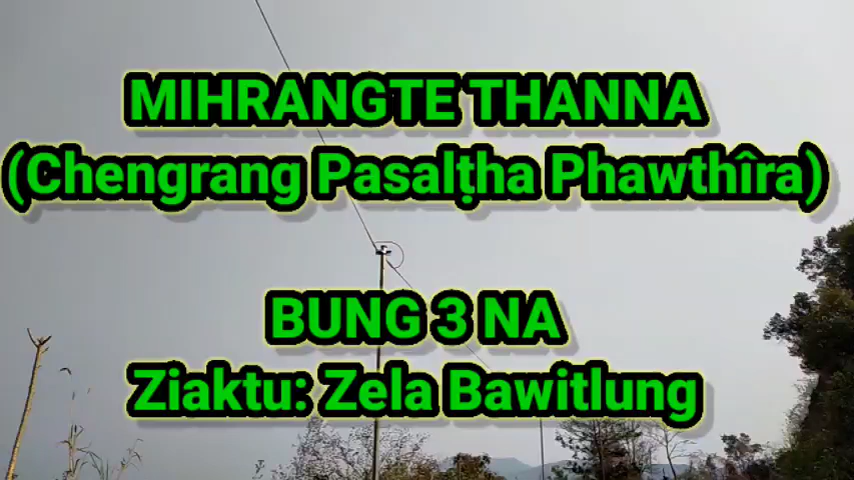 MIHRANGTE THANNA
(Chengrang Pasalṭha Phawthîra)
BUNG 3 NA
Ziaktu: Zela Bawitlung